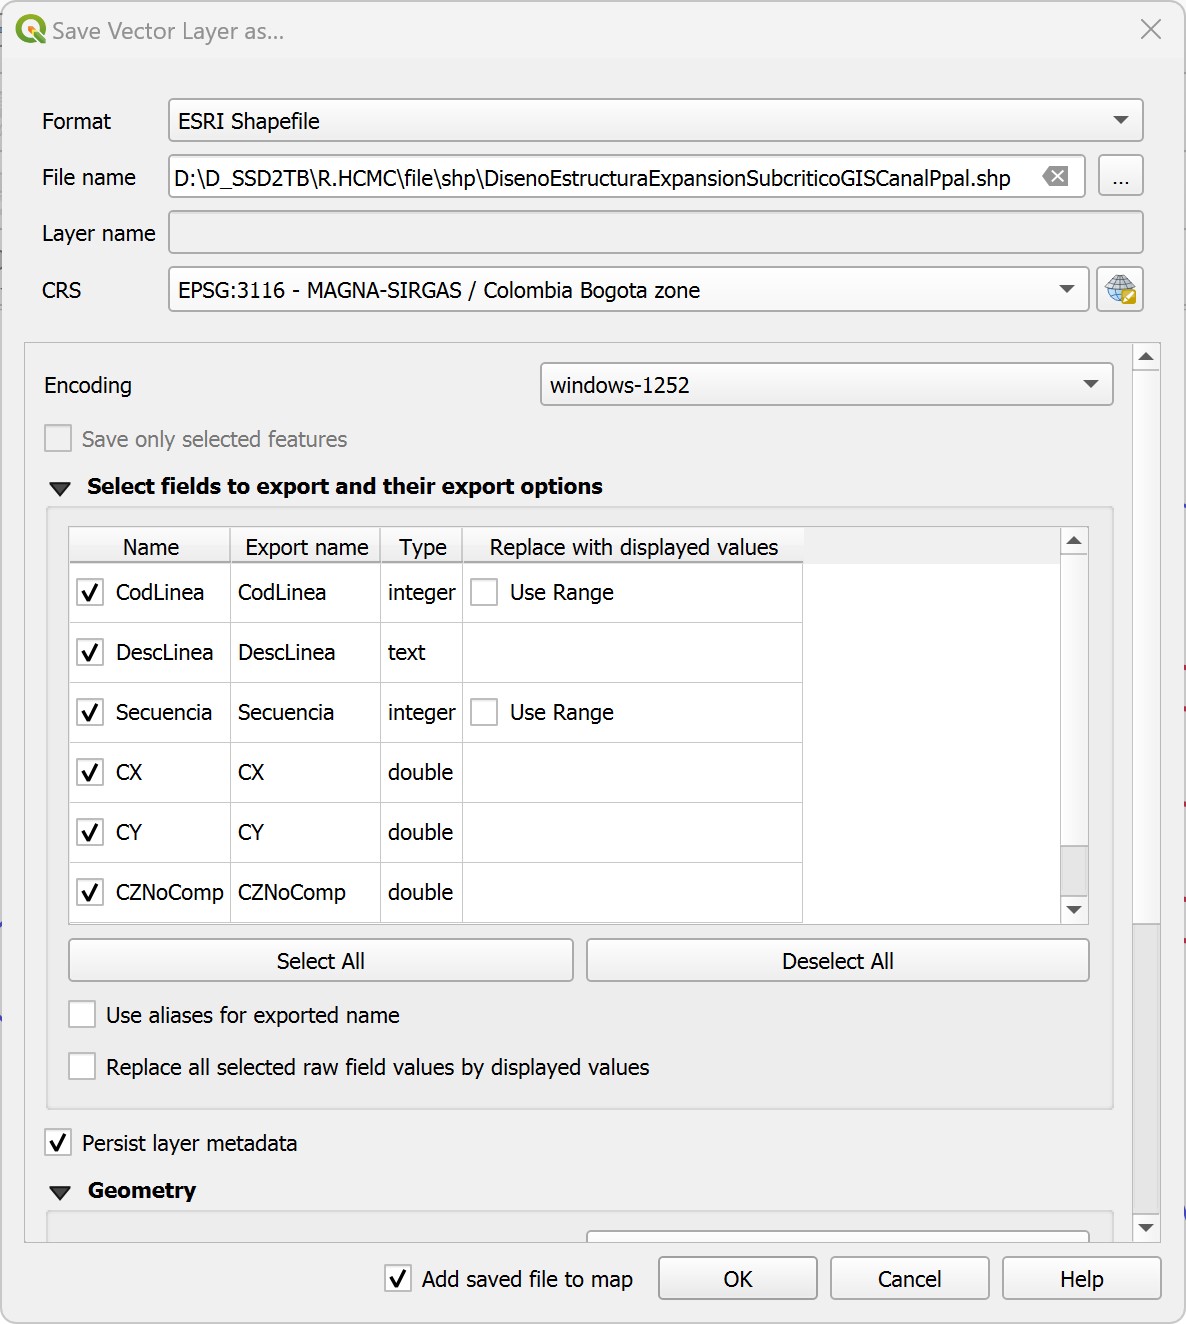 Save Vector Layer as...
Format ESRI Shapefile
File name D:\D_SSD2TB\R.HCMC\file\shp\DisenoEstructuraExpansionSubcriticoGISCanalPpal.shp ...
Layer name
CRS EPSG:3116 - MAGNA-SIRGAS / Colombia Bogota zone
Encoding windows-1252
Save only selected features
Select fields to export and their export options
Name Export name Type Replace with displayed values
CodLinea CodLinea integer Use Range
DescLinea DescLinea text
Secuencia Secuencia integer Use Range
CX CX double
CY CY double
CZNoComp CZNoComp double
Select All Deselect All
Use aliases for exported name
Replace all selected raw field values by displayed values
Persist layer metadata
Geometry
Add saved file to map OK Cancel Help